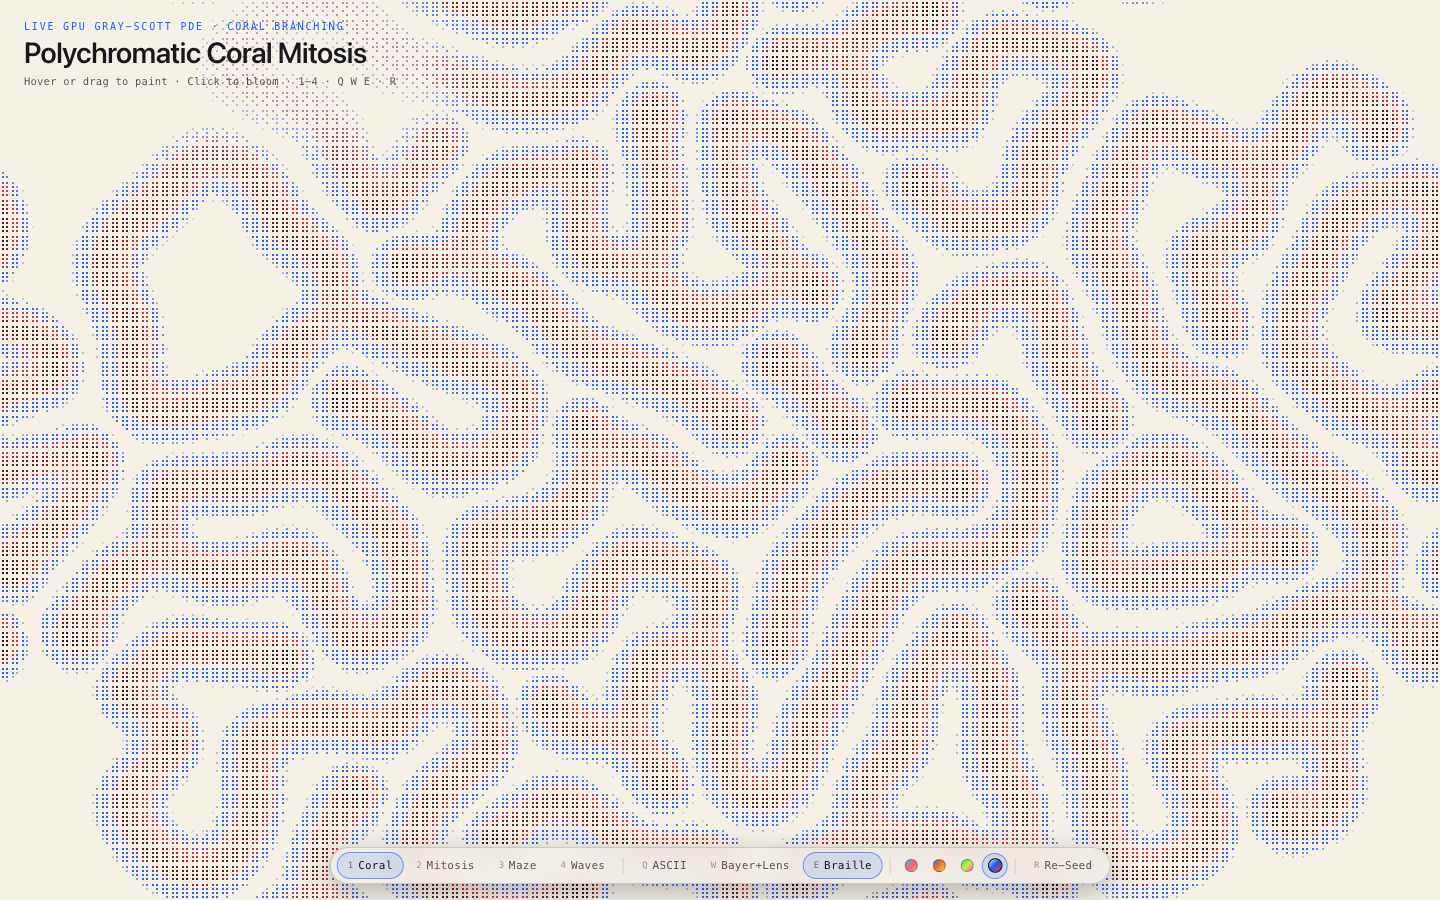 LIVE GPU GRAY–SCOTT PDE · CORAL BRANCHING
Polychromatic Coral Mitosis
Hover or drag to paint · Click to bloom · 1–4 · Q W E · R
1 Coral 2 Mitosis 3 Maze 4 Waves Q ASCII W Bayer+Lens E Braille R Re–Seed